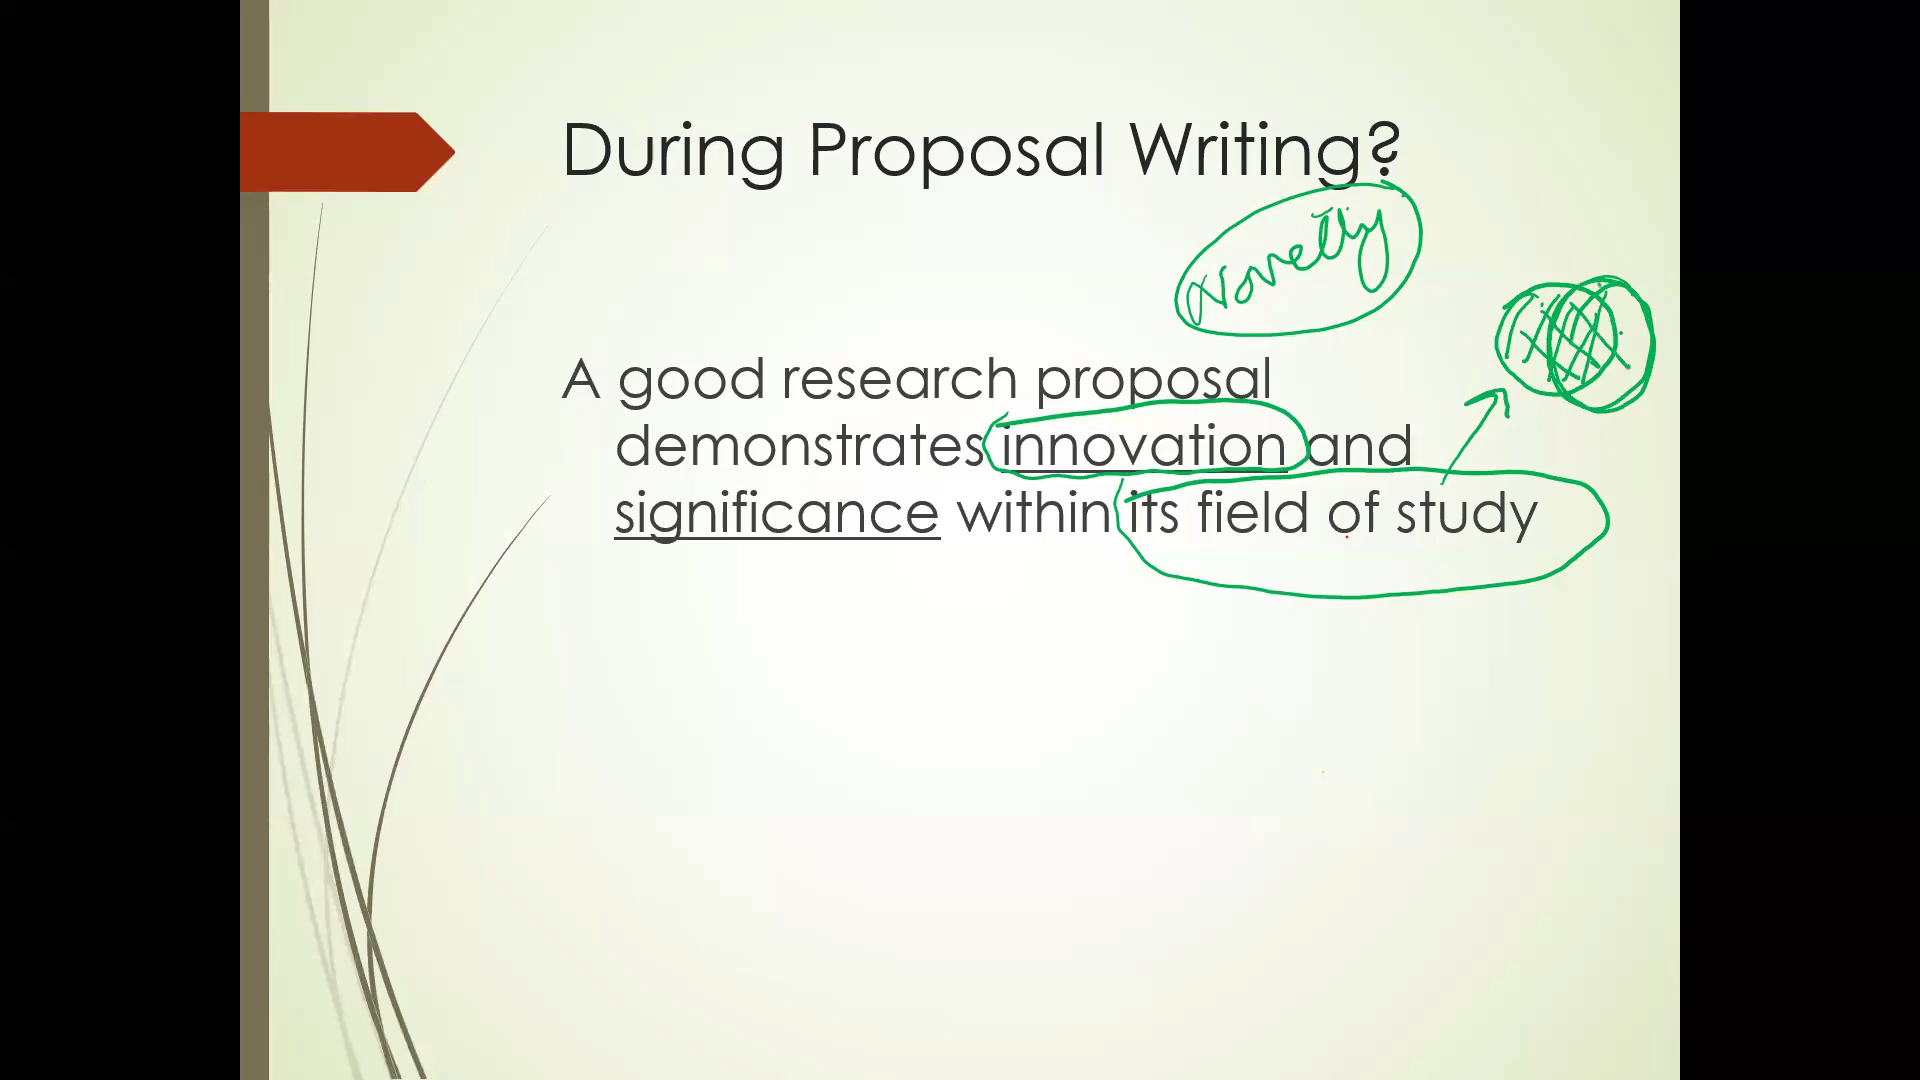 During Proposal Writing?
Novelty
A good research proposal
demonstrates innovation and
significance within its field of study